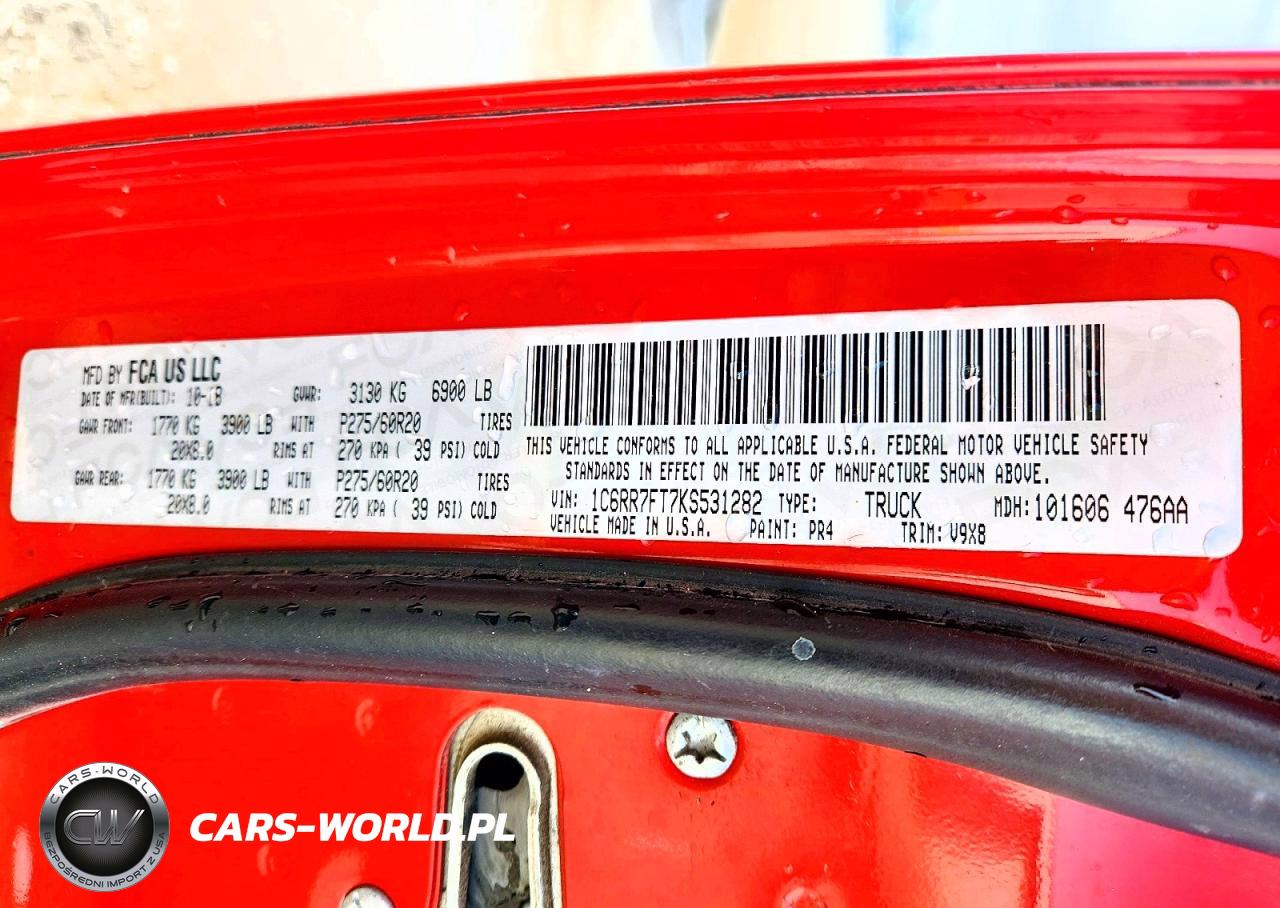 MFD BY FCA US LLC
DATE OF MFR(BUILT): 10-18 GVWR: 3130 KG 6900 LB
GAWR FRONT: 1770 KG 3900 LB WITH P275/60R20 TIRES
20X8.0 RIMS AT 270 KPA ( 39 PSI) COLD
GAWR REAR: 1770 KG 3900 LB WITH P275/60R20 TIRES
20X8.0 RIMS AT 270 KPA ( 39 PSI) COLD
THIS VEHICLE CONFORMS TO ALL APPLICABLE U.S.A. FEDERAL MOTOR VEHICLE SAFETY
STANDARDS IN EFFECT ON THE DATE OF MANUFACTURE SHOWN ABOVE.
VIN: 1C6RR7FT7KS531282 TYPE: TRUCK MDH: 101606 476AA
VEHICLE MADE IN U.S.A. PAINT: PR4 TRIM: V9X8
CARS-WORLD
CW
BEZPOŚREDNI IMPORT Z USA
CARS-WORLD.PL